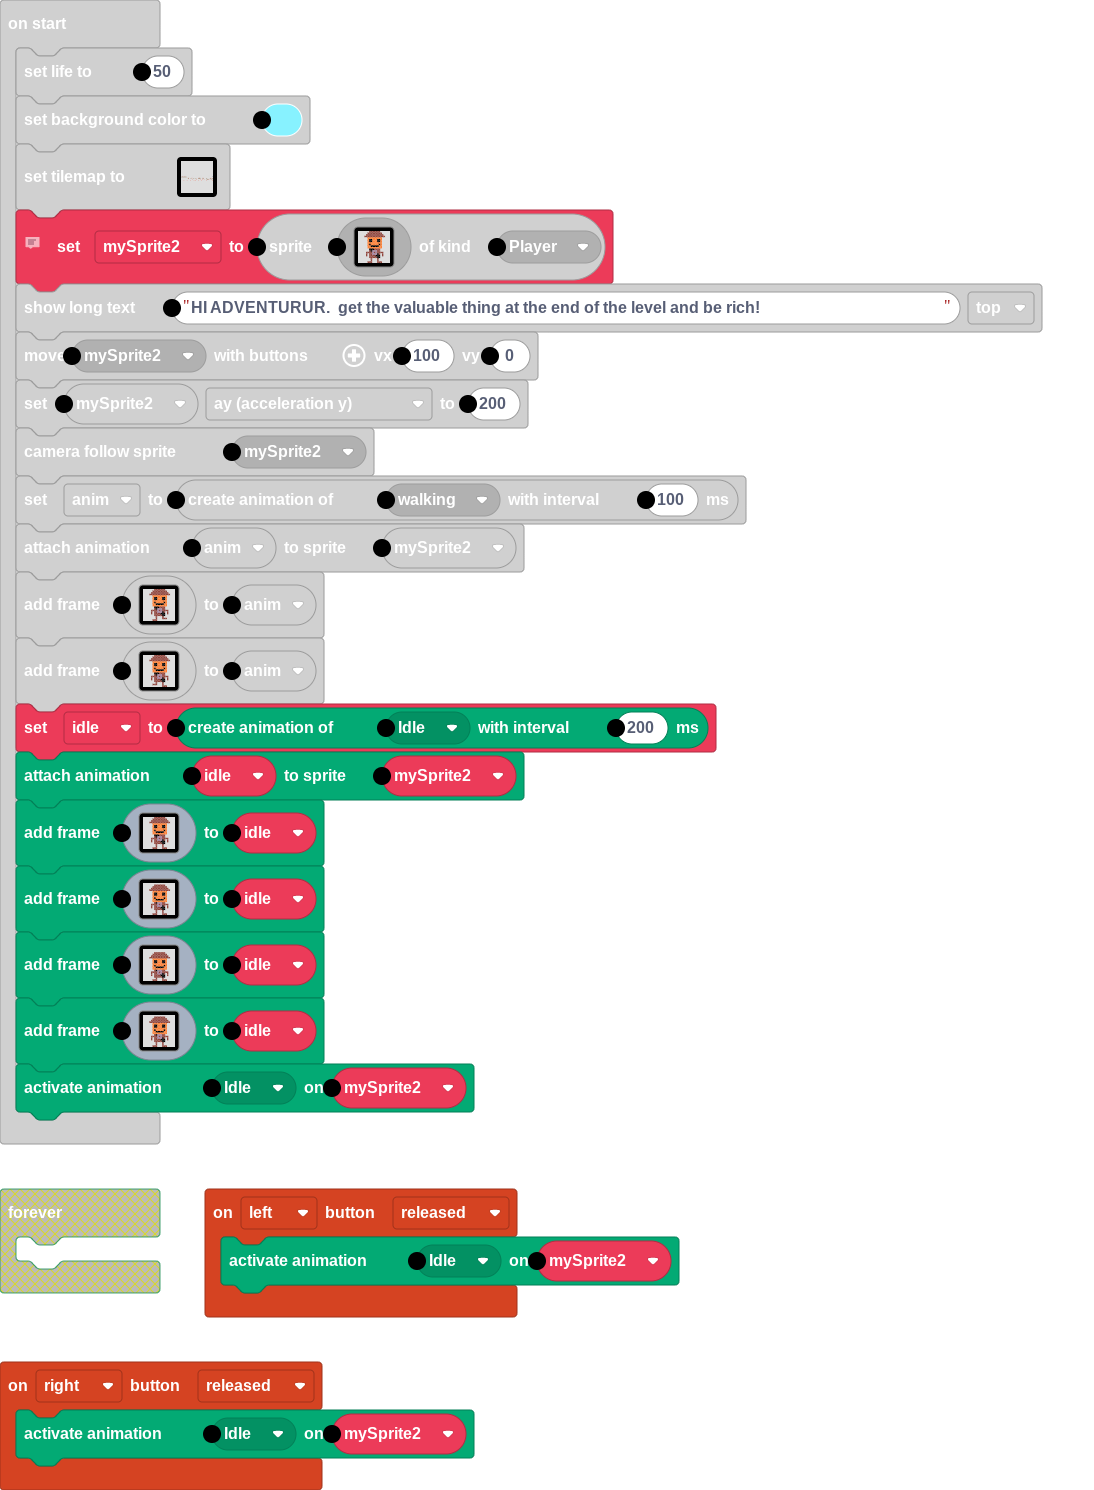 on start
set life to 50
set background color to
set tilemap to
set mySprite2 to sprite of kind Player
show long text "HI ADVENTURUR. get the valuable thing at the end of the level and be rich! " top
move mySprite2 with buttons vx 100 vy 0
set mySprite2 ay (acceleration y) to 200
camera follow sprite mySprite2
set anim to create animation of walking with interval 100 ms
attach animation anim to sprite mySprite2
add frame to anim
add frame to anim
set idle to create animation of Idle with interval 200 ms
attach animation idle to sprite mySprite2
add frame to idle
add frame to idle
add frame to idle
add frame to idle
activate animation Idle on mySprite2
forever
on left button released
activate animation Idle on mySprite2
on right button released
activate animation Idle on mySprite2